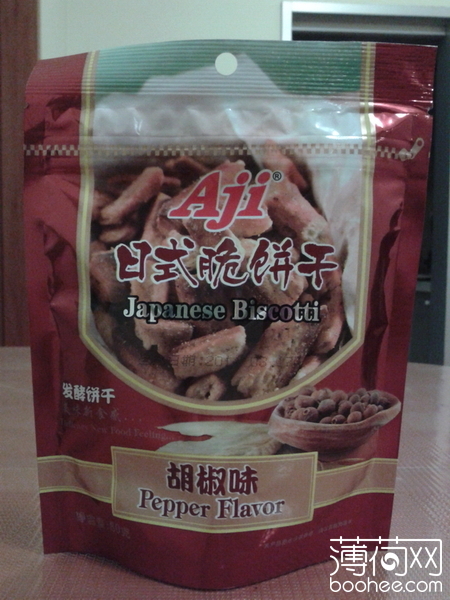 Aji®
日式脆饼干
Japanese Biscotti
发酵饼干
胡椒味
Pepper Flavor
薄荷网
boohee.com